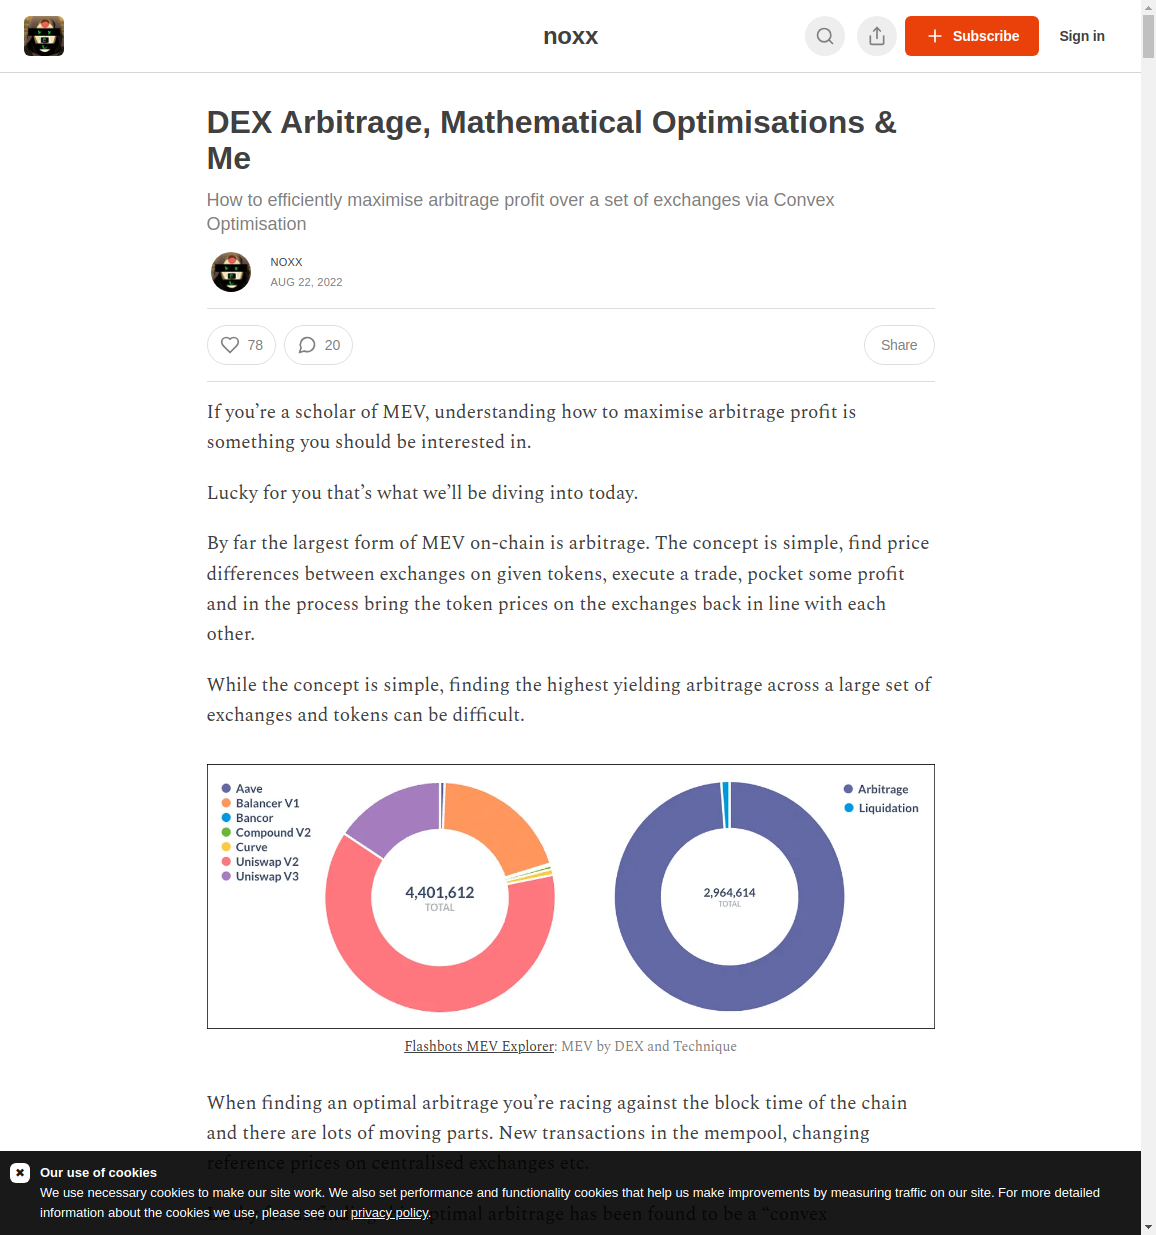 noxx
Subscribe
Sign in
DEX Arbitrage, Mathematical Optimisations &
Me
How to efficiently maximise arbitrage profit over a set of exchanges via Convex
Optimisation
NOXX
AUG 22, 2022
78
20
Share
If you’re a scholar of MEV, understanding how to maximise arbitrage profit is
something you should be interested in.
Lucky for you that’s what we’ll be diving into today.
By far the largest form of MEV on-chain is arbitrage. The concept is simple, find price
differences between exchanges on given tokens, execute a trade, pocket some profit
and in the process bring the token prices on the exchanges back in line with each
other.
While the concept is simple, finding the highest yielding arbitrage across a large set of
exchanges and tokens can be difficult.
Aave
Balancer V1
Bancor
Compound V2
Curve
Uniswap V2
Uniswap V3
4,401,612
TOTAL
2,964,614
TOTAL
Arbitrage
Liquidation
Flashbots MEV Explorer: MEV by DEX and Technique
When finding an optimal arbitrage you’re racing against the block time of the chain
and there are lots of moving parts. New transactions in the mempool, changing
reference prices on centralised exchanges etc.
Our use of cookies
We use necessary cookies to make our site work. We also set performance and functionality cookies that help us make improvements by measuring traffic on our site. For more detailed
information about the cookies we use, please see our privacy policy.
optimal arbitrage has been found to be a “convex